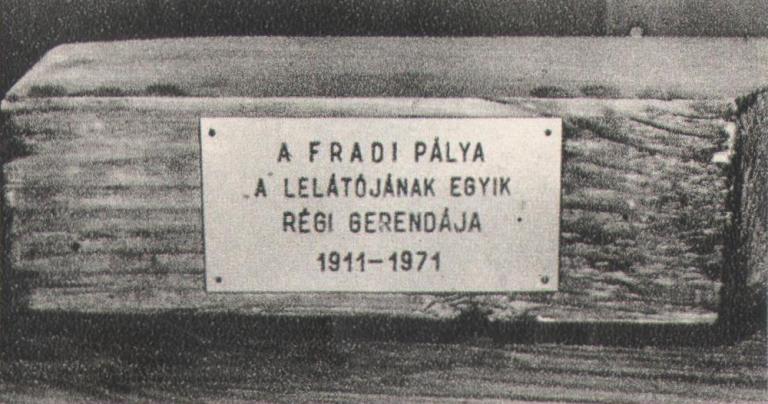 A FRADI PÁLYA
A LELÁTÓJÁNAK EGYIK
RÉGI GERENDÁJA
1911-1971